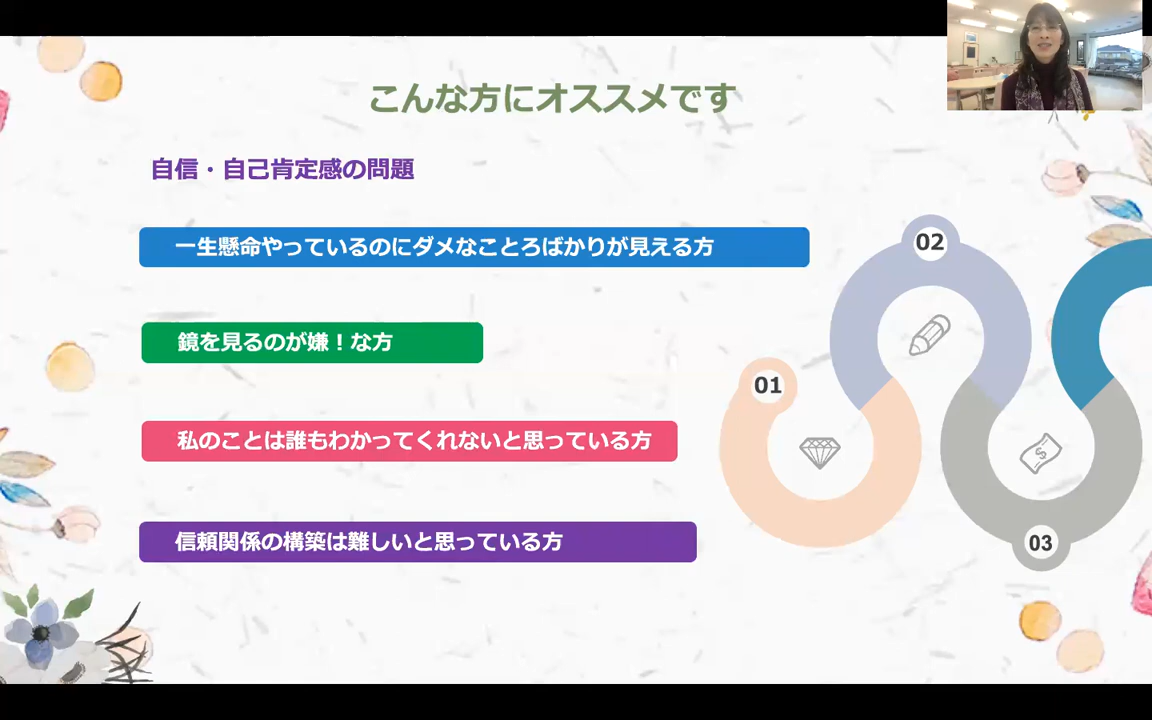 こんな方にオススメです
自信・自己肯定感の問題
一生懸命やっているのにダメなことろばかりが見える方
鏡を見るのが嫌！な方
私のことは誰もわかってくれないと思っている方
信頼関係の構築は難しいと思っている方
02
01
$
03